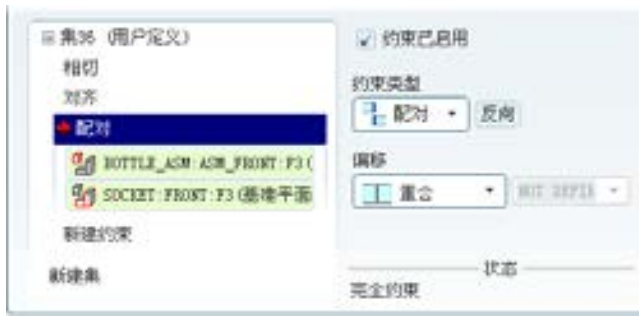 集36 (用户定义)
相切
对齐
配对
BOTTLE_ASM:ASM_FRONT:F3(
SOCKET:FRONT:F3(基准平面
新建约束
新建集
约束已启用
约束类型
配对
反向
偏移
重合
NOT DEFIN
状态
完全约束